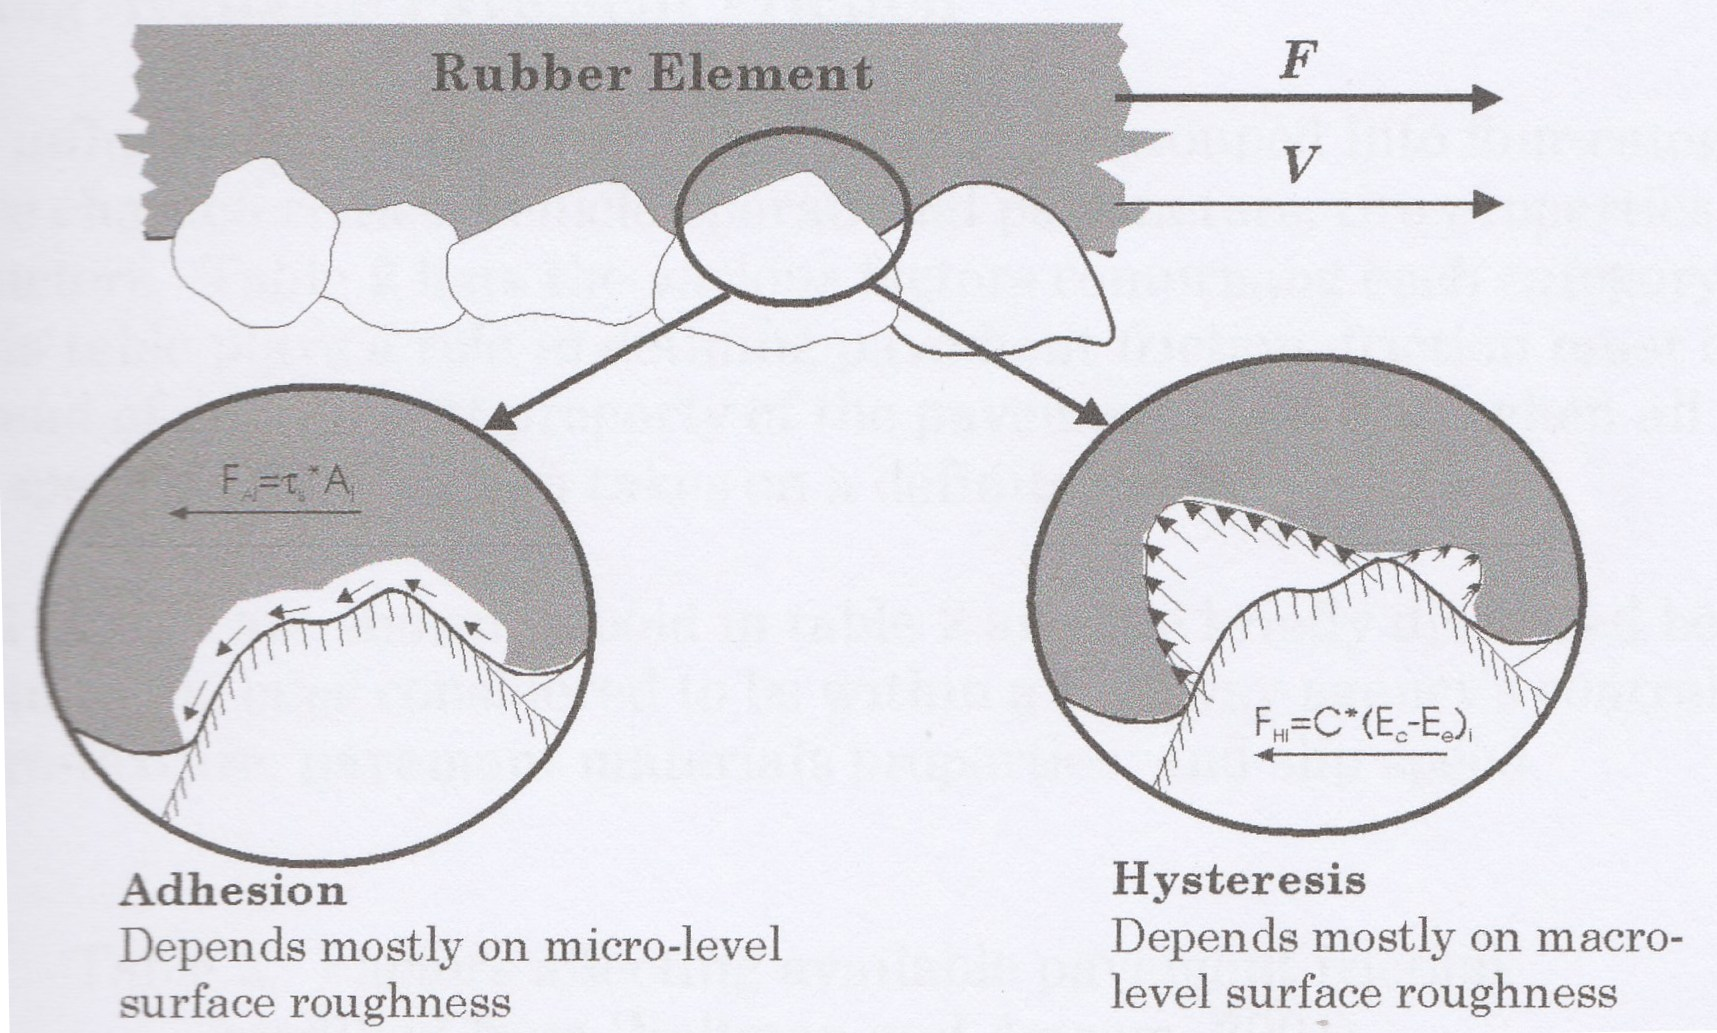 Rubber Element
F
V
F_Ai=τ_s*A_i
F_Hi=C*(E_c-E_e)_i
Adhesion
Depends mostly on micro-level
surface roughness
Hysteresis
Depends mostly on macro-
level surface roughness